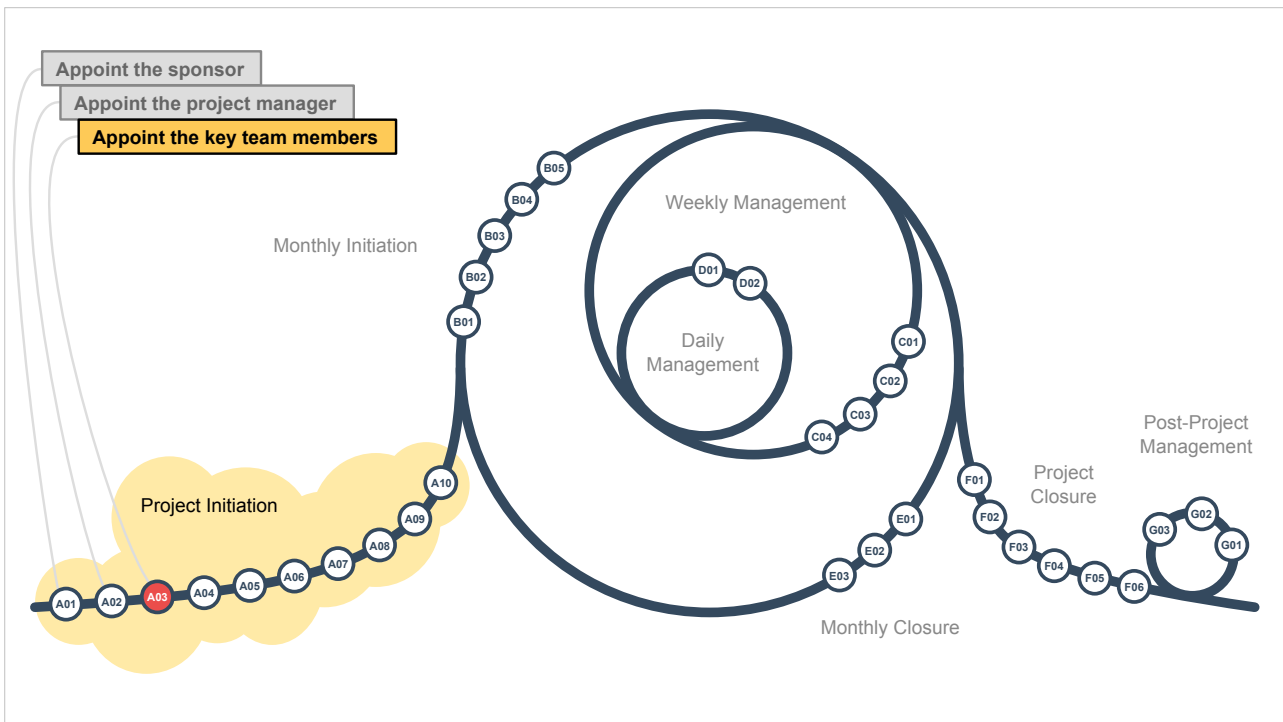 Appoint the sponsor
Appoint the project manager
Appoint the key team members
B05
B04
Weekly Management
B03
Monthly Initiation
D01
B02
D02
B01
C01
Daily
Management
C02
C03
Post-Project
Management
C04
Project
Closure
F01
A10
Project Initiation
G02
F02
A09
E01
G03
G01
A08
F03
E02
A07
F04
A06
E03
F05
A05
F06
A04
A03
A02
A01
Monthly Closure